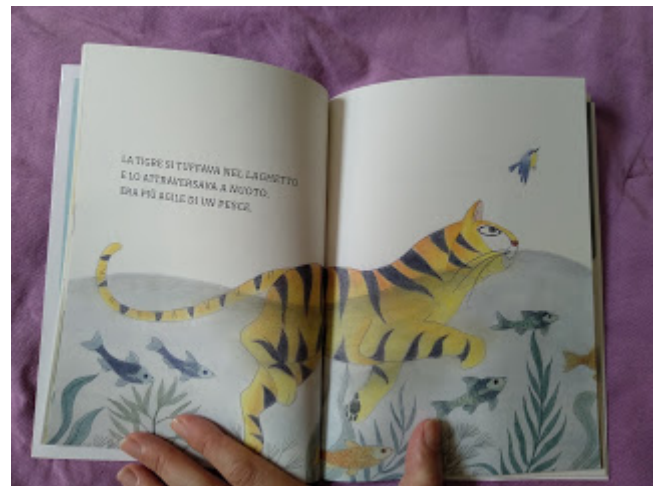 LA TIGRE SI TUFFAVA NEL LAGHETTO
E LO ATTRAVERSAVA A NUOTO.
ERA PIÙ AGILE DI UN PESCE.